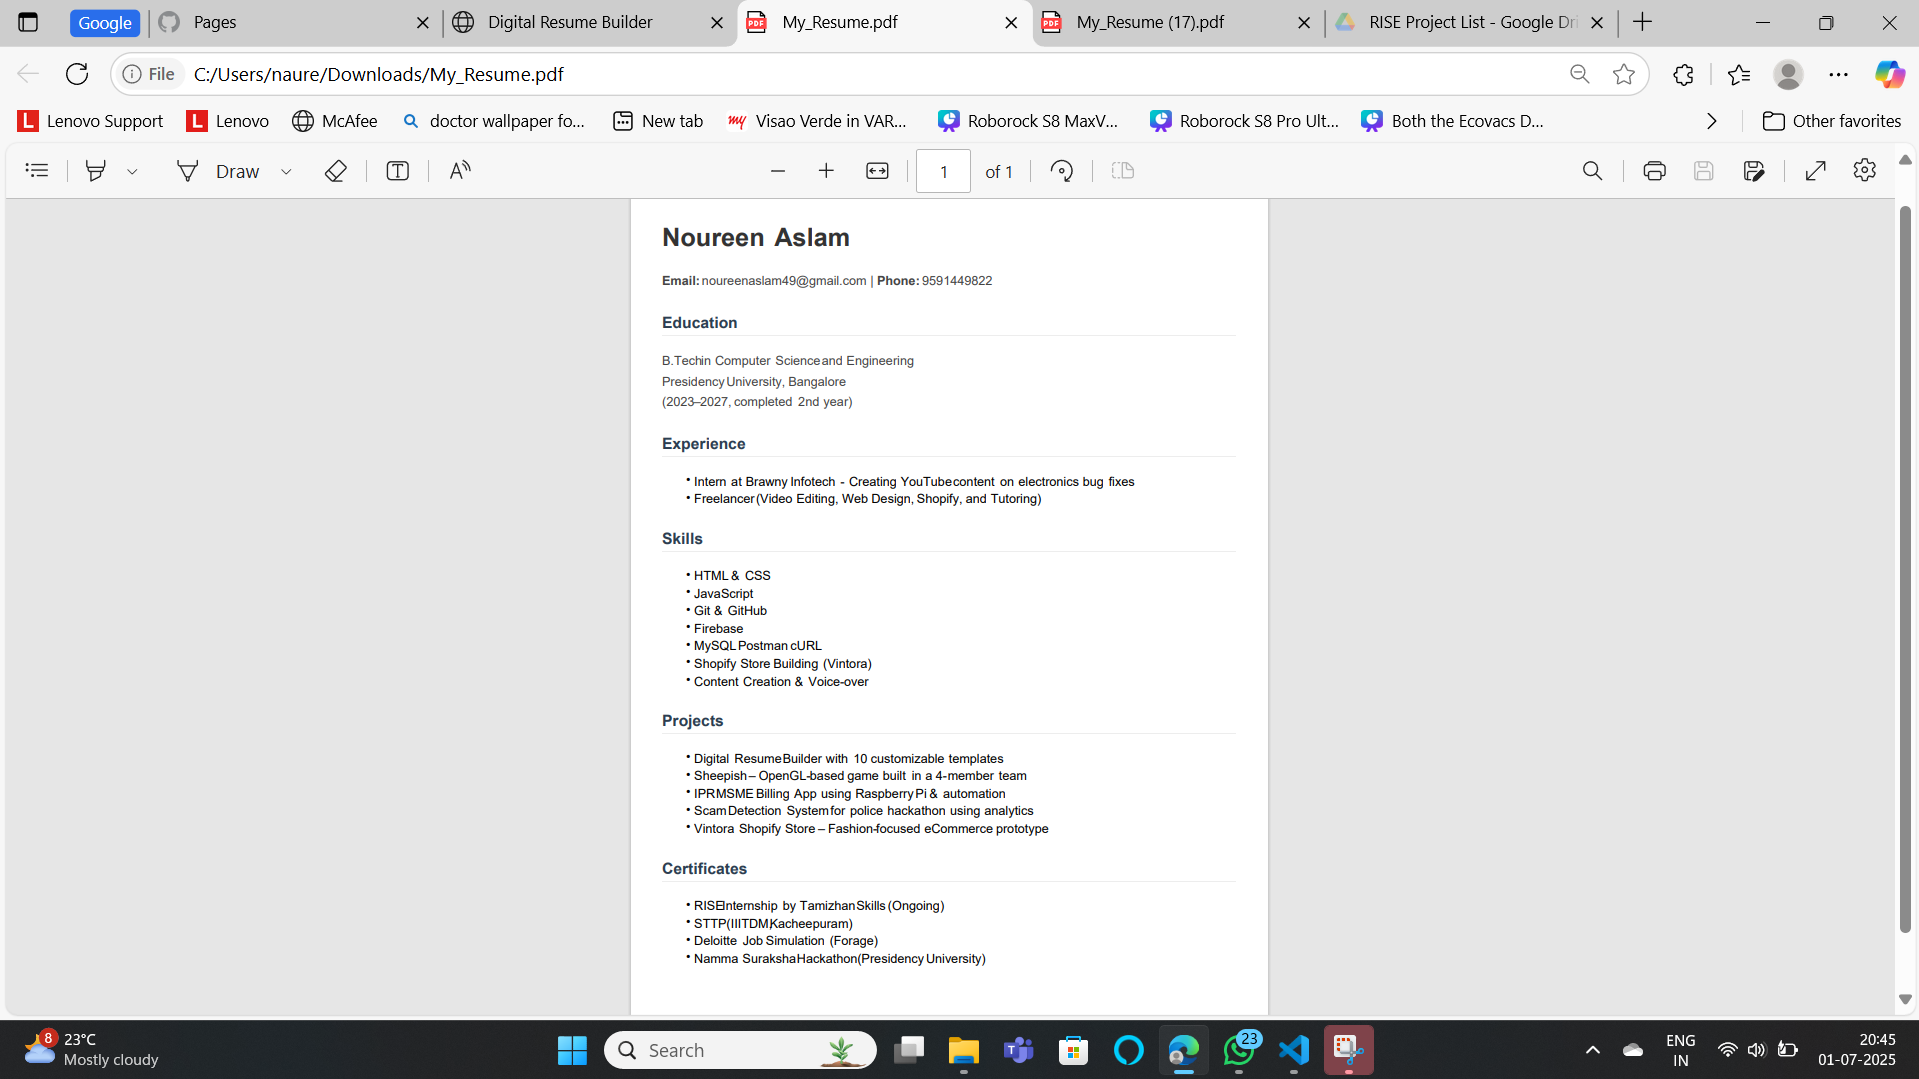 Google
Pages
Digital Resume Builder
My_Resume.pdf
My_Resume (17).pdf
RISE Project List - Google Dri
File
C:/Users/naure/Downloads/My_Resume.pdf
Lenovo Support
Lenovo
McAfee
doctor wallpaper fo...
New tab
Visao Verde in VAR...
Roborock S8 MaxV...
Roborock S8 Pro Ult...
Both the Ecovacs D...
Other favorites
Draw
1
of 1
Noureen Aslam
Email: noureenaslam49@gmail.com | Phone: 9591449822
Education
B.Tech in Computer Science and Engineering
Presidency University, Bangalore
(2023–2027, completed 2nd year)
Experience
• Intern at Brawny Infotech - Creating YouTube content on electronics bug fixes
• Freelancer (Video Editing, Web Design, Shopify, and Tutoring)
Skills
• HTML & CSS
• JavaScript
• Git & GitHub
• Firebase
• MySQL Postman cURL
• Shopify Store Building (Vintora)
• Content Creation & Voice-over
Projects
• Digital Resume Builder with 10 customizable templates
• Sheepish – OpenGL-based game built in a 4-member team
• IPR MSME Billing App using Raspberry Pi & automation
• Scam Detection System for police hackathon using analytics
• Vintora Shopify Store – Fashion-focused eCommerce prototype
Certificates
• RISE Internship by Tamizhan Skills (Ongoing)
• STTP (IIITDM, Kacheepuram)
• Deloitte Job Simulation (Forage)
• Namma Suraksha Hackathon (Presidency University)
8
23°C
Mostly cloudy
Search
23
ENG
IN
20:45
01-07-2025